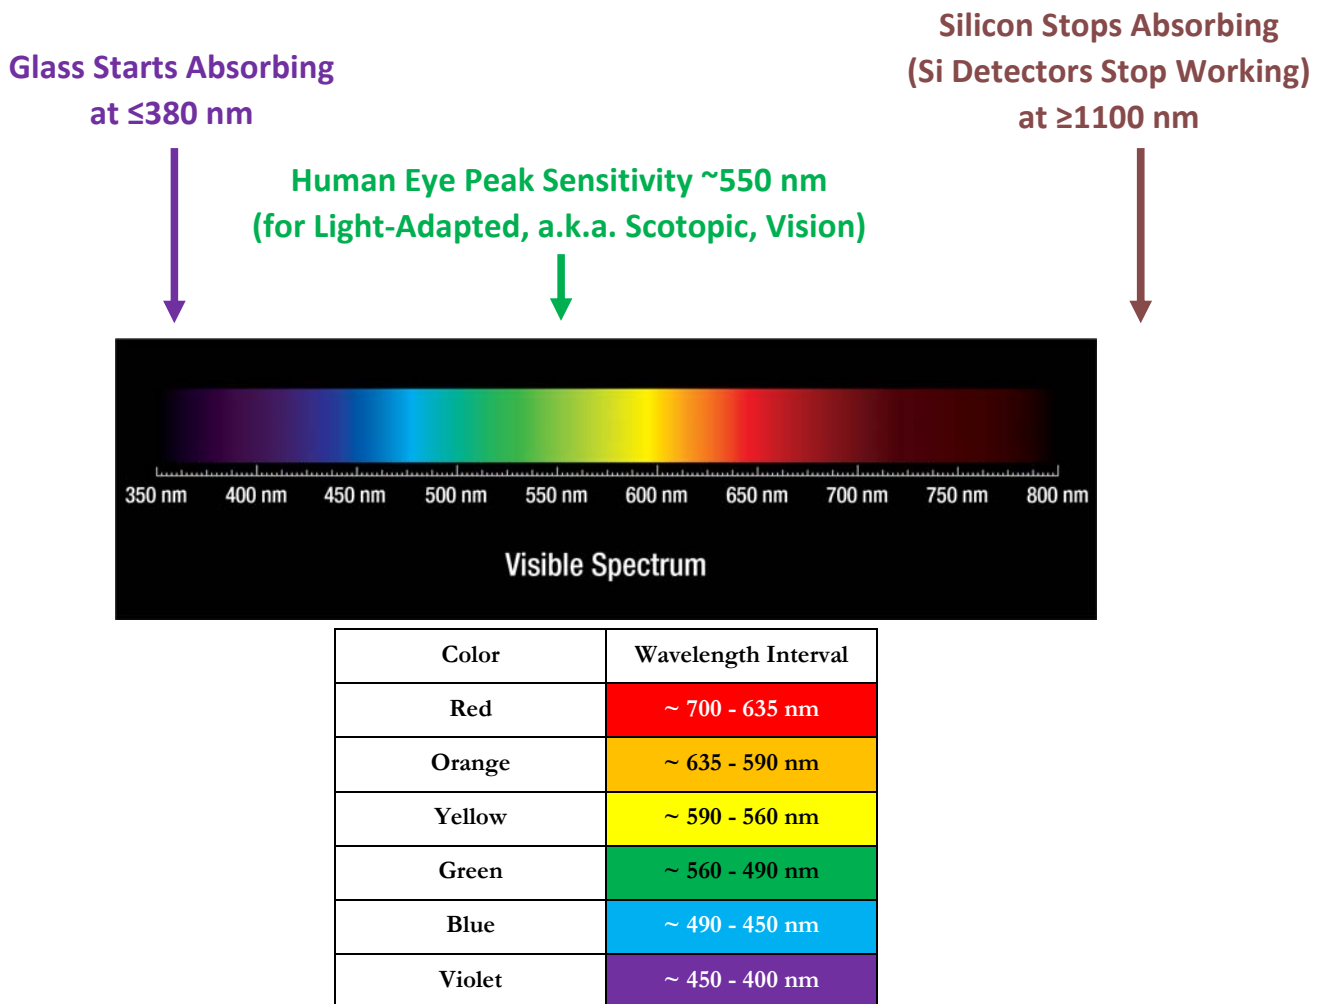 Glass Starts Absorbing
at ≤380 nm
Silicon Stops Absorbing
(Si Detectors Stop Working)
at ≥1100 nm
Human Eye Peak Sensitivity ~550 nm
(for Light-Adapted, a.k.a. Scotopic, Vision)
350 nm 400 nm 450 nm 500 nm 550 nm 600 nm 650 nm 700 nm 750 nm 800 nm
Visible Spectrum
Color Wavelength Interval
Red ~ 700 - 635 nm
Orange ~ 635 - 590 nm
Yellow ~ 590 - 560 nm
Green ~ 560 - 490 nm
Blue ~ 490 - 450 nm
Violet ~ 450 - 400 nm